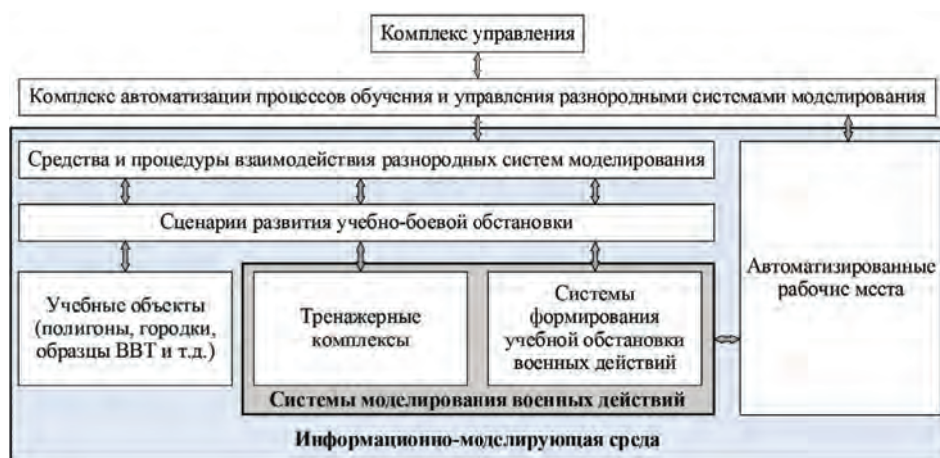 Комплекс управления
Комплекс автоматизации процессов обучения и управления разнородными системами моделирования
Средства и процедуры взаимодействия разнородных систем моделирования
Сценарии развития учебно-боевой обстановки
Учебные объекты
(полигоны, городки,
образцы ВВТ и т.д.)
Тренажерные
комплексы
Системы
формирования
учебной обстановки
военных действий
Автоматизированные
рабочие места
Системы моделирования военных действий
Информационно-моделирующая среда